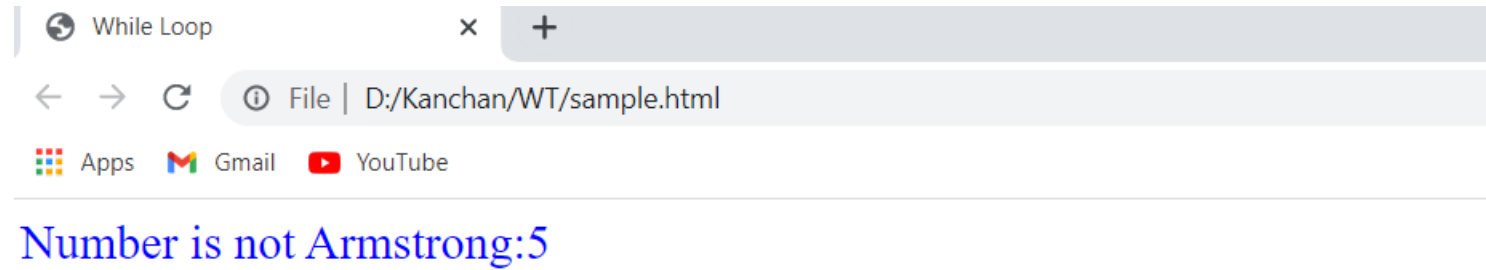 While Loop
File | D:/Kanchan/WT/sample.html
Apps Gmail YouTube
Number is not Armstrong:5